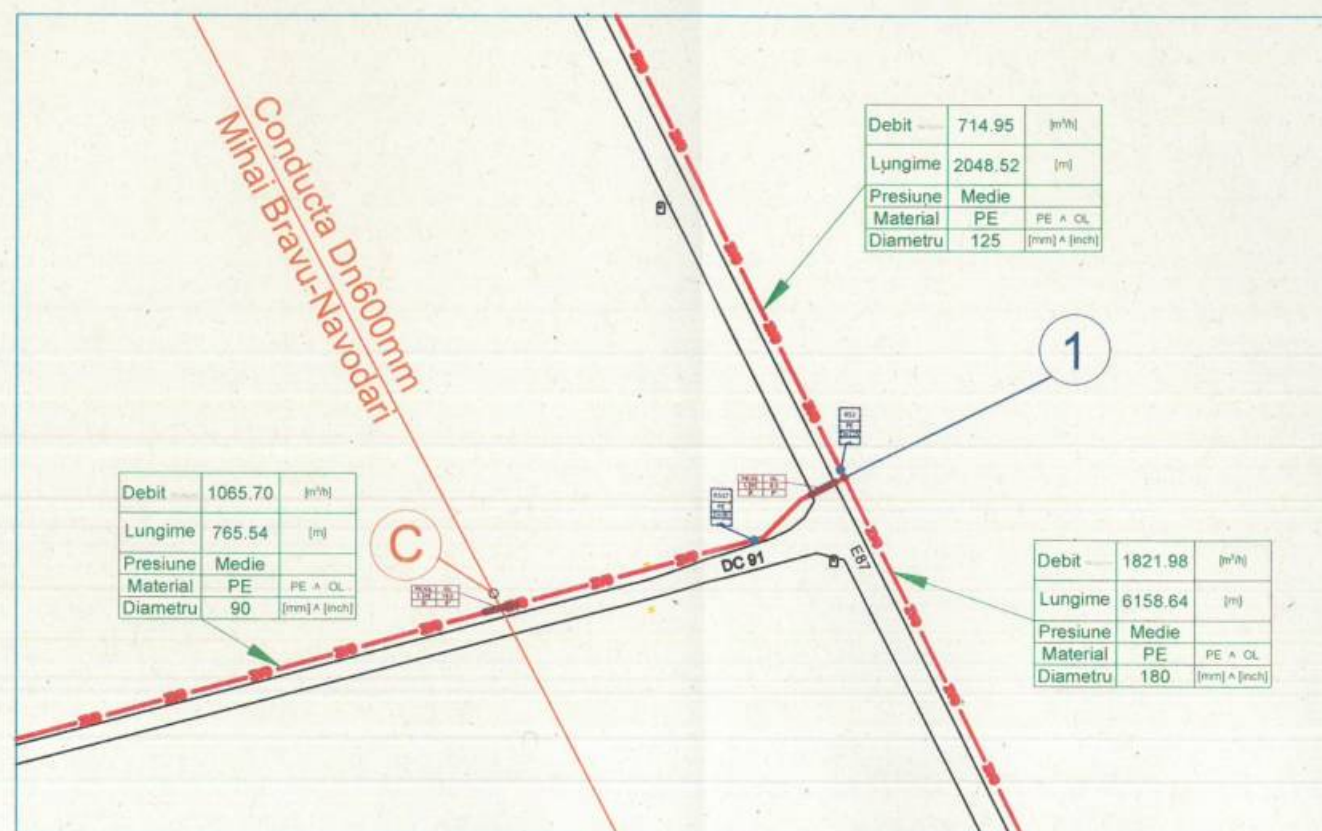 Conducta Dn600mm
Mihai Bravu-Navodari
Debit 714.95 [m³/h]
Lungime 2048.52 [m]
Presiune Medie
Material PE PE ʌ OL
Diametru 125 [mm] ʌ [inch]
1
Debit 1065.70 [m³/h]
Lungime 765.54 [m]
Presiune Medie
Material PE PE ʌ OL
Diametru 90 [mm] ʌ [inch]
C
DC 91
E87
Debit 1821.98 [m³/h]
Lungime 6158.64 [m]
Presiune Medie
Material PE PE ʌ OL
Diametru 180 [mm] ʌ [inch]